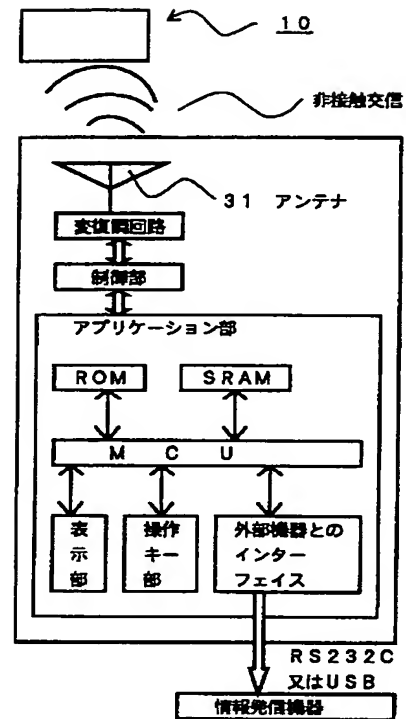 10
非接触交信
31 アンテナ
変復調回路
制御部
アプリケーション部
ROM
SRAM
MCU
表示部
操作キー部
外部機器との
インター
フェイス
RS232C
又はUSB
情報発信機器